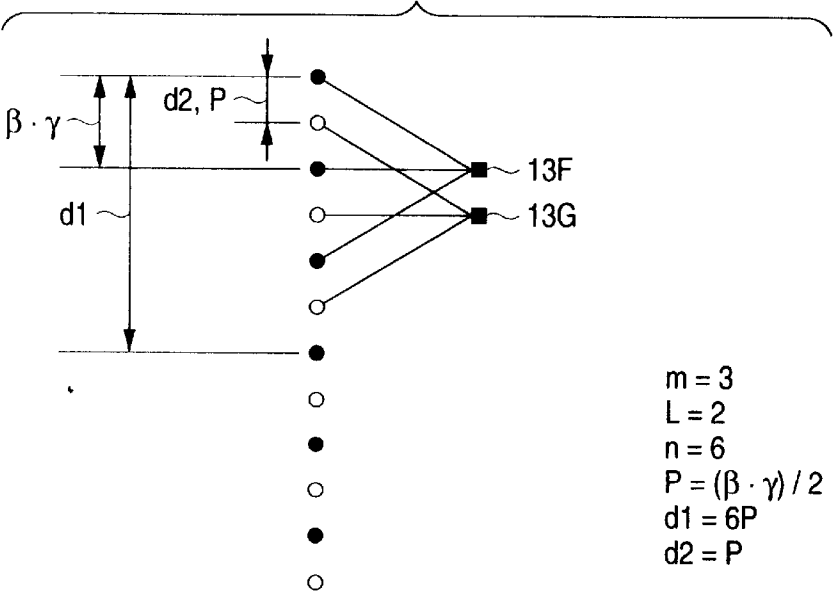 d2, P
β · γ
13F
d1
13G
m = 3
L = 2
n = 6
P = (β · γ) / 2
d1 = 6P
d2 = P